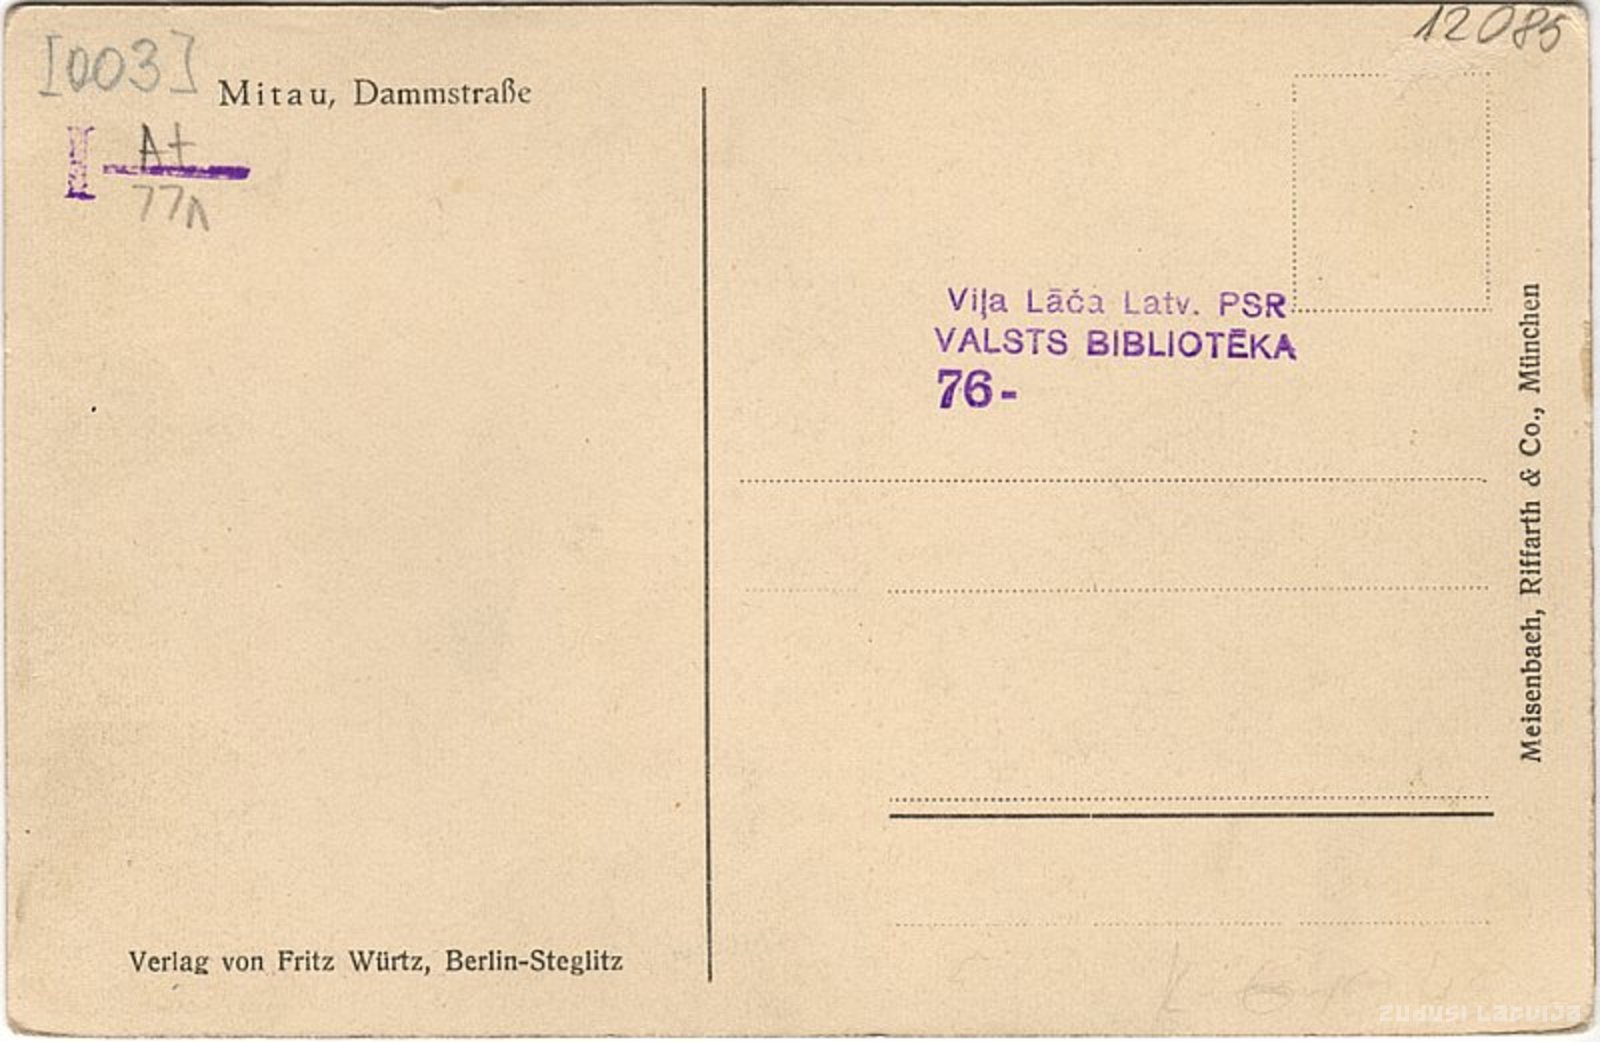 12085
[003]
Mitau, Dammstraße
I At
77
Viļa Lāča Latv. PSR
VALSTS BIBLIOTĒKA
76-
Meisenbach, Riffarth & Co., München
Verlag von Fritz Würtz, Berlin-Steglitz
ZUDUSI LATVIJA